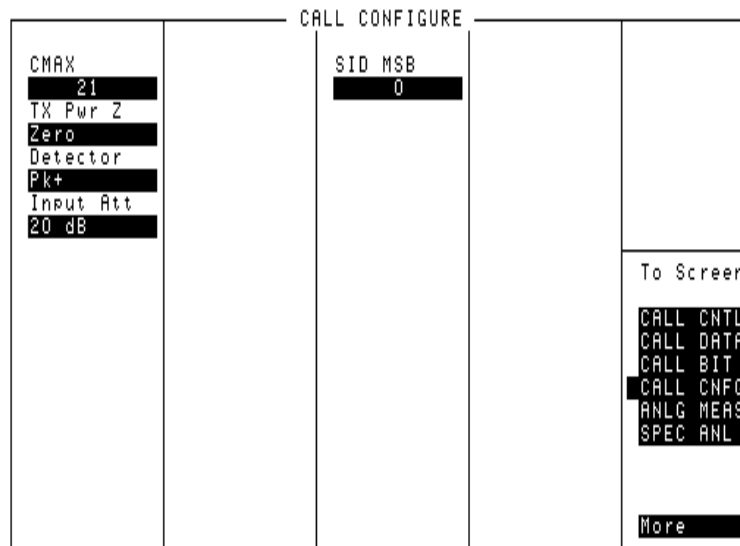 CALL CONFIGURE
CMAX
21
TX Pwr Z
Zero
Detector
Pk+
Input Att
20 dB
SID MSB
0
To Screen
CALL CNTL
CALL DATA
CALL BIT
CALL CNFG
ANLG MEAS
SPEC ANL
More